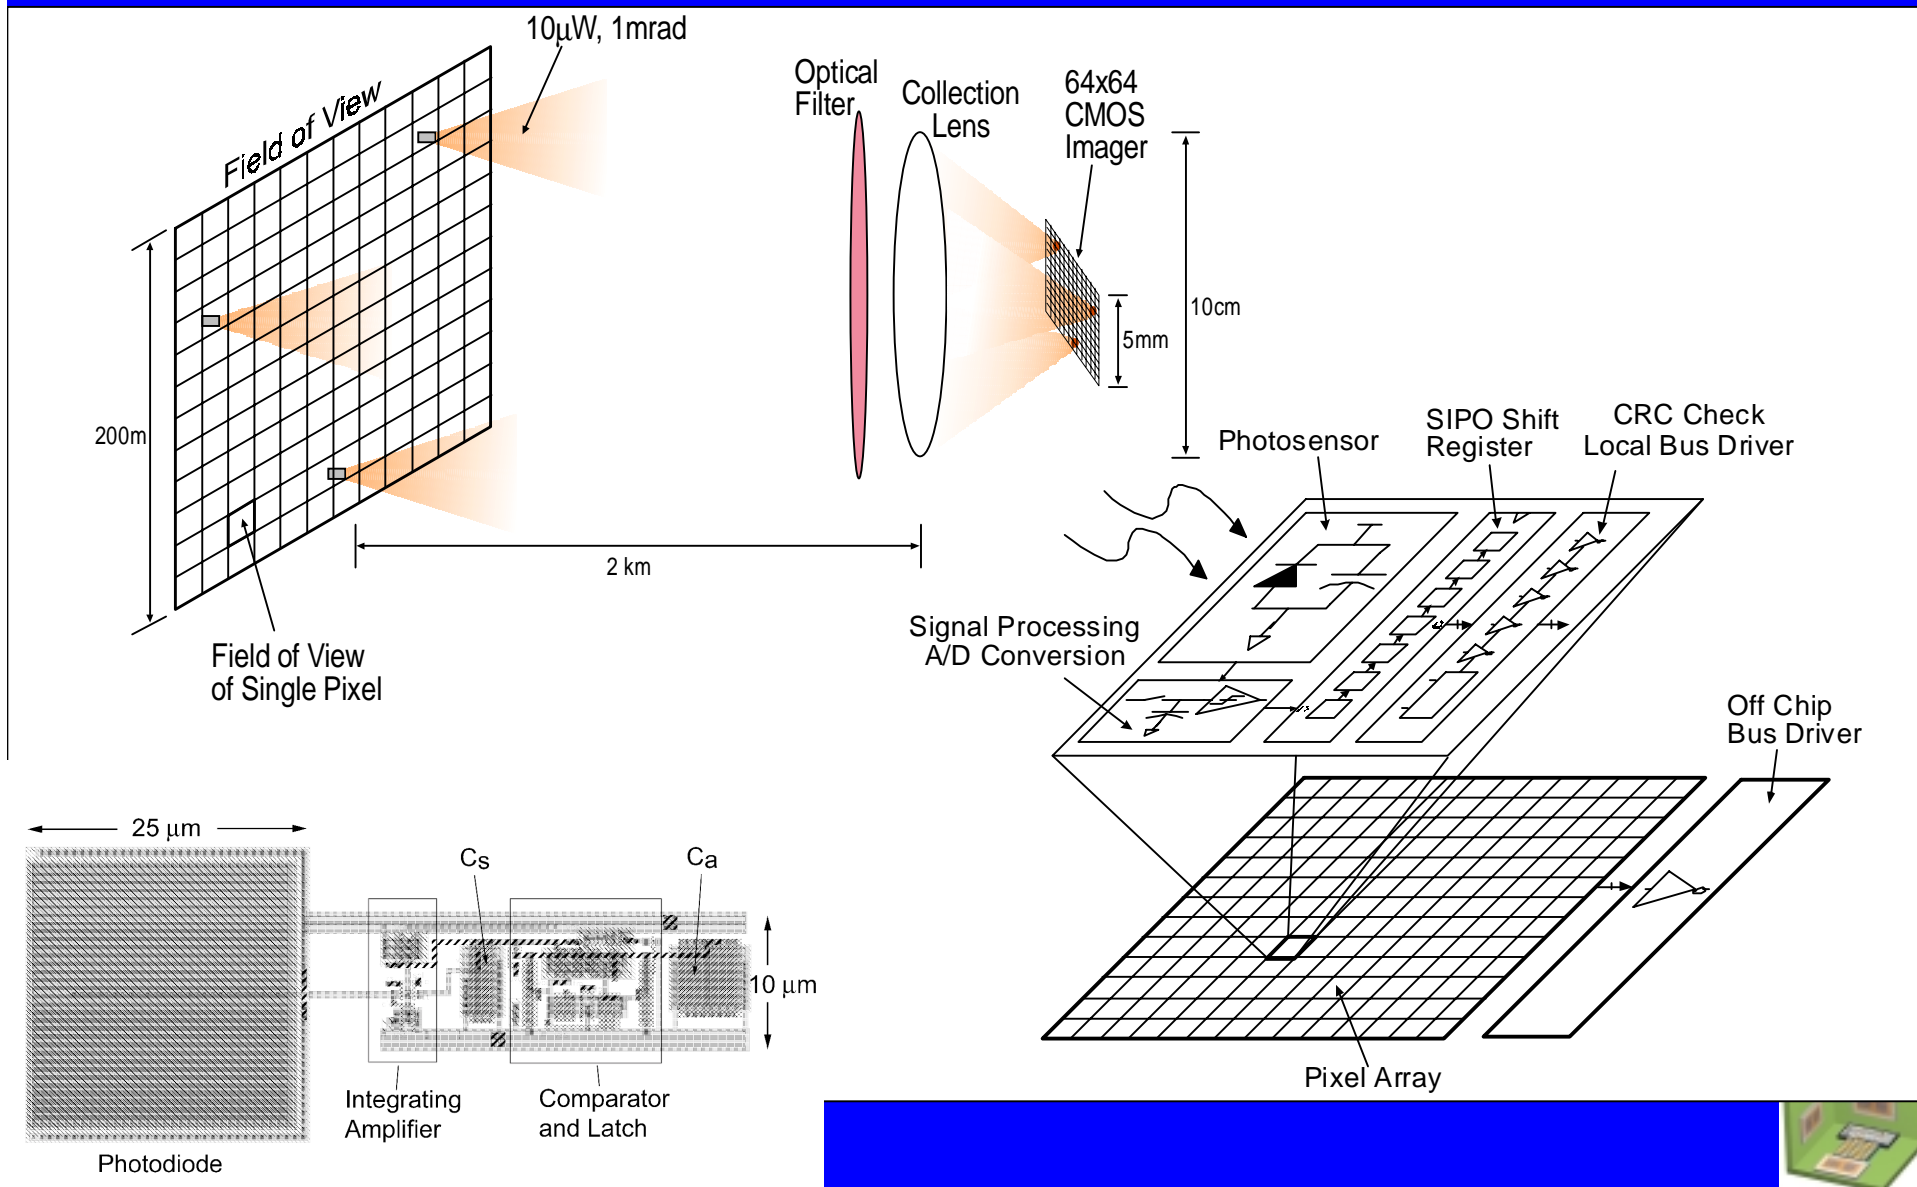 10μW, 1mrad
Field of View
Optical
Filter
Collection
Lens
64x64
CMOS
Imager
10cm
5mm
200m
2 km
Field of View
of Single Pixel
Photosensor
SIPO Shift
Register
CRC Check
Local Bus Driver
Signal Processing
A/D Conversion
Off Chip
Bus Driver
Pixel Array
25 μm
Cs
Ca
10 μm
Integrating
Amplifier
Comparator
and Latch
Photodiode